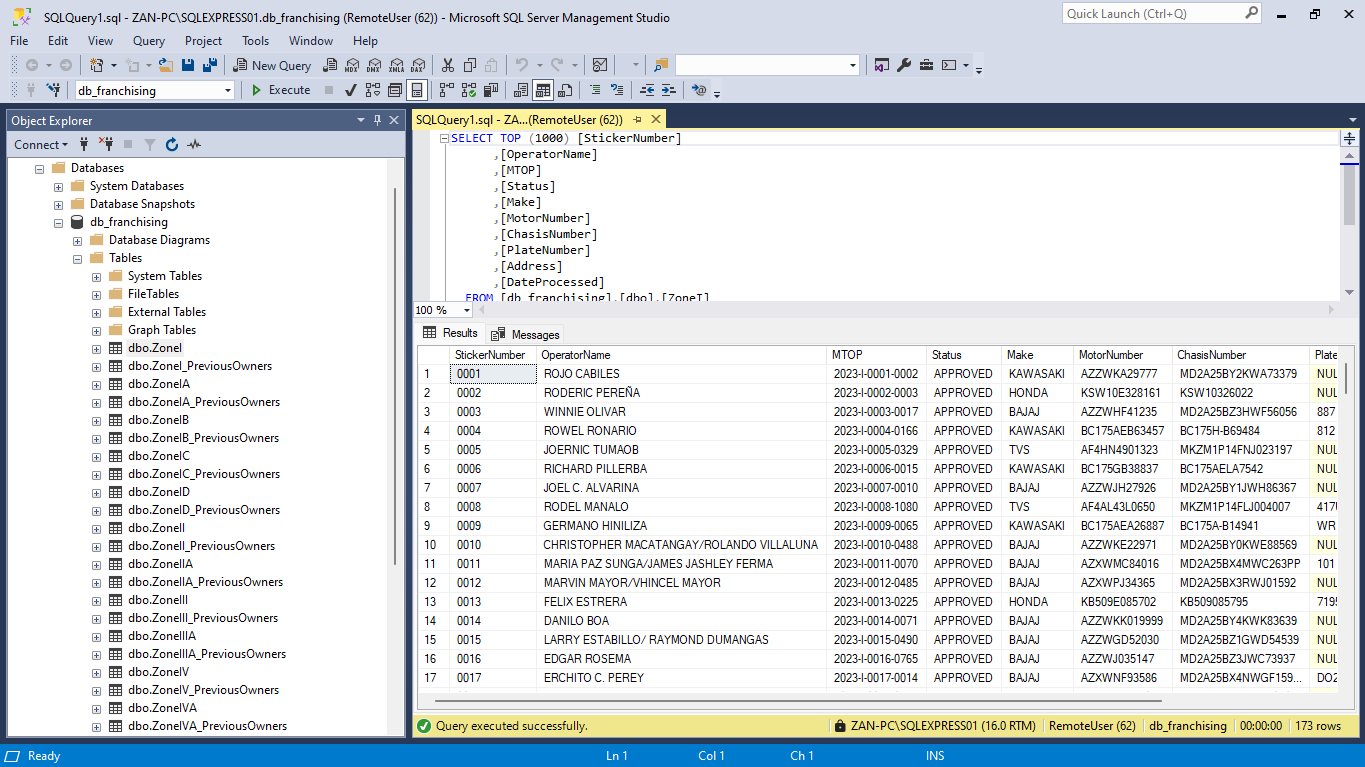 SQLQuery1.sql - ZAN-PC\SQLEXPRESS01.db_franchising (RemoteUser (62)) - Microsoft SQL Server Management Studio
Quick Launch (Ctrl+Q)
File Edit View Query Project Tools Window Help
New Query MDX DMX XMLA DAX
db_franchising Execute
Object Explorer
Connect
Databases
System Databases
Database Snapshots
db_franchising
Database Diagrams
Tables
System Tables
FileTables
External Tables
Graph Tables
dbo.ZoneI
dbo.ZoneI_PreviousOwners
dbo.ZoneIA
dbo.ZoneIA_PreviousOwners
dbo.ZoneIB
dbo.ZoneIB_PreviousOwners
dbo.ZoneIC
dbo.ZoneIC_PreviousOwners
dbo.ZoneID
dbo.ZoneID_PreviousOwners
dbo.ZoneII
dbo.ZoneII_PreviousOwners
dbo.ZoneIIA
dbo.ZoneIIA_PreviousOwners
dbo.ZoneIII
dbo.ZoneIII_PreviousOwners
dbo.ZoneIIIA
dbo.ZoneIIIA_PreviousOwners
dbo.ZoneIV
dbo.ZoneIV_PreviousOwners
dbo.ZoneIVA
dbo.ZoneIVA_PreviousOwners
SQLQuery1.sql - ZAN...(RemoteUser (62))
SELECT TOP (1000) [StickerNumber]
,[OperatorName]
,[MTOP]
,[Status]
,[Make]
,[MotorNumber]
,[ChasisNumber]
,[PlateNumber]
,[Address]
,[DateProcessed]
FROM [db_franchising].[dbo].[ZoneI]
100 %
Results Messages
StickerNumber OperatorName MTOP Status Make MotorNumber ChasisNumber Plate
1 0001 ROJO CABILES 2023-I-0001-0002 APPROVED KAWASAKI AZZWKA29777 MD2A25BY2KWA73379 NUL
2 0002 RODERIC PEREÑA 2023-I-0002-0003 APPROVED HONDA KSW10E328161 KSW10326022 NUL
3 0003 WINNIE OLIVAR 2023-I-0003-0017 APPROVED BAJAJ AZZWHF41235 MD2A25BZ3HWF56056 887
4 0004 ROWEL RONARIO 2023-I-0004-0166 APPROVED KAWASAKI BC175AEB63457 BC175H-B69484 812
5 0005 JOERNIC TUMAOB 2023-I-0005-0329 APPROVED TVS AF4HN4901323 MKZM1P14FNJ023197 NUL
6 0006 RICHARD PILLERBA 2023-I-0006-0015 APPROVED KAWASAKI BC175GB38837 BC175AELA7542 NUL
7 0007 JOEL C. ALVARINA 2023-I-0007-0010 APPROVED BAJAJ AZZWJH27926 MD2A25BY1JWH86367 NUL
8 0008 RODEL MANALO 2023-I-0008-1080 APPROVED TVS AF4AL43L0650 MKZM1P14FLJ004007 417U
9 0009 GERMANO HINILIZA 2023-I-0009-0065 APPROVED KAWASAKI BC175AEA26887 BC175A-B14941 WR
10 0010 CHRISTOPHER MACATANGAY/ROLANDO VILLALUNA 2023-I-0010-0488 APPROVED BAJAJ AZZWKE22971 MD2A25BY0KWE88569 NUL
11 0011 MARIA PAZ SUNGA/JAMES JASHLEY FERMA 2023-I-0011-0070 APPROVED BAJAJ AZXWMC84016 MD2A25BX4MWC263PP 101
12 0012 MARVIN MAYOR/VHINCEL MAYOR 2023-I-0012-0485 APPROVED BAJAJ AZXWPJ34365 MD2A25BX3RWJ01592 NUL
13 0013 FELIX ESTRERA 2023-I-0013-0225 APPROVED HONDA KB509E085702 KB509085795 7195
14 0014 DANILO BOA 2023-I-0014-0071 APPROVED BAJAJ AZZWKK019999 MD2A25BY4KWK83639 NUL
15 0015 LARRY ESTABILLO/ RAYMOND DUMANGAS 2023-I-0015-0490 APPROVED BAJAJ AZZWGD52030 MD2A25BZ1GWD54539 NUL
16 0016 EDGAR ROSEMA 2023-I-0016-0765 APPROVED BAJAJ AZZWJ035147 MD2A25BZ3JWC73937 NUL
17 0017 ERCHITO C. PEREY 2023-I-0017-0014 APPROVED BAJAJ AZXWNF93586 MD2A25BX4NWGF159... DO2
Query executed successfully. ZAN-PC\SQLEXPRESS01 (16.0 RTM) RemoteUser (62) db_franchising 00:00:00 173 rows
Ready Ln 1 Col 1 Ch 1 INS